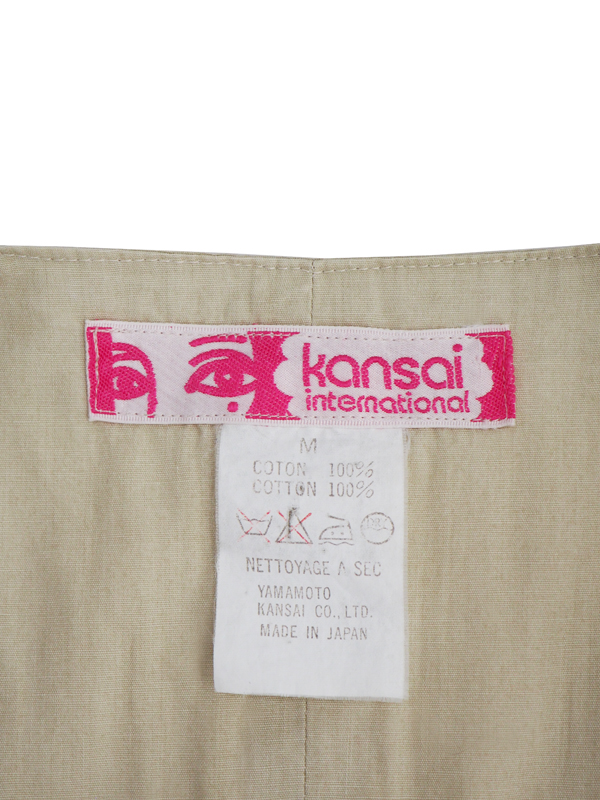 kansai
international
M
COTON 100%
COTTON 100%
NETTOYAGE A SEC
YAMAMOTO
KANSAI CO., LTD.
MADE IN JAPAN